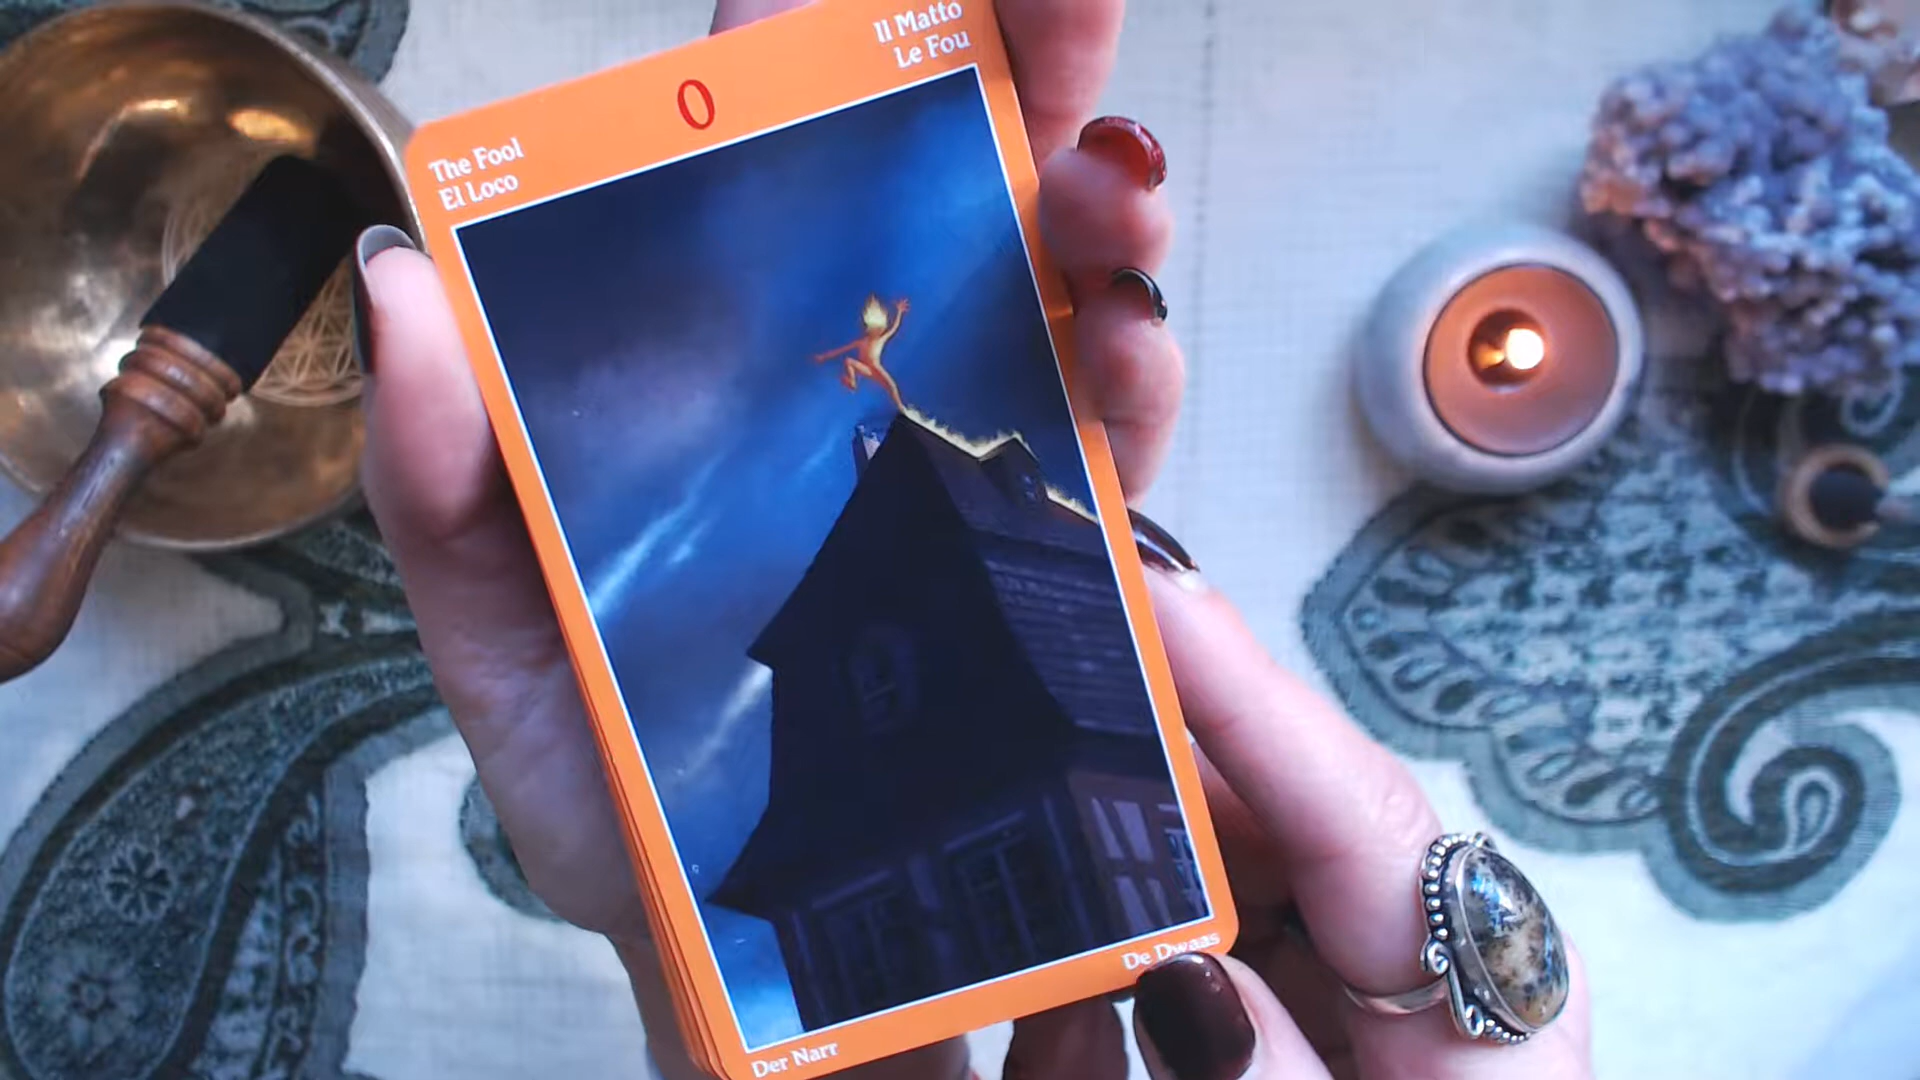 Il Matto
Le Fou
0
The Fool
El Loco
De Dwaas
Der Narr